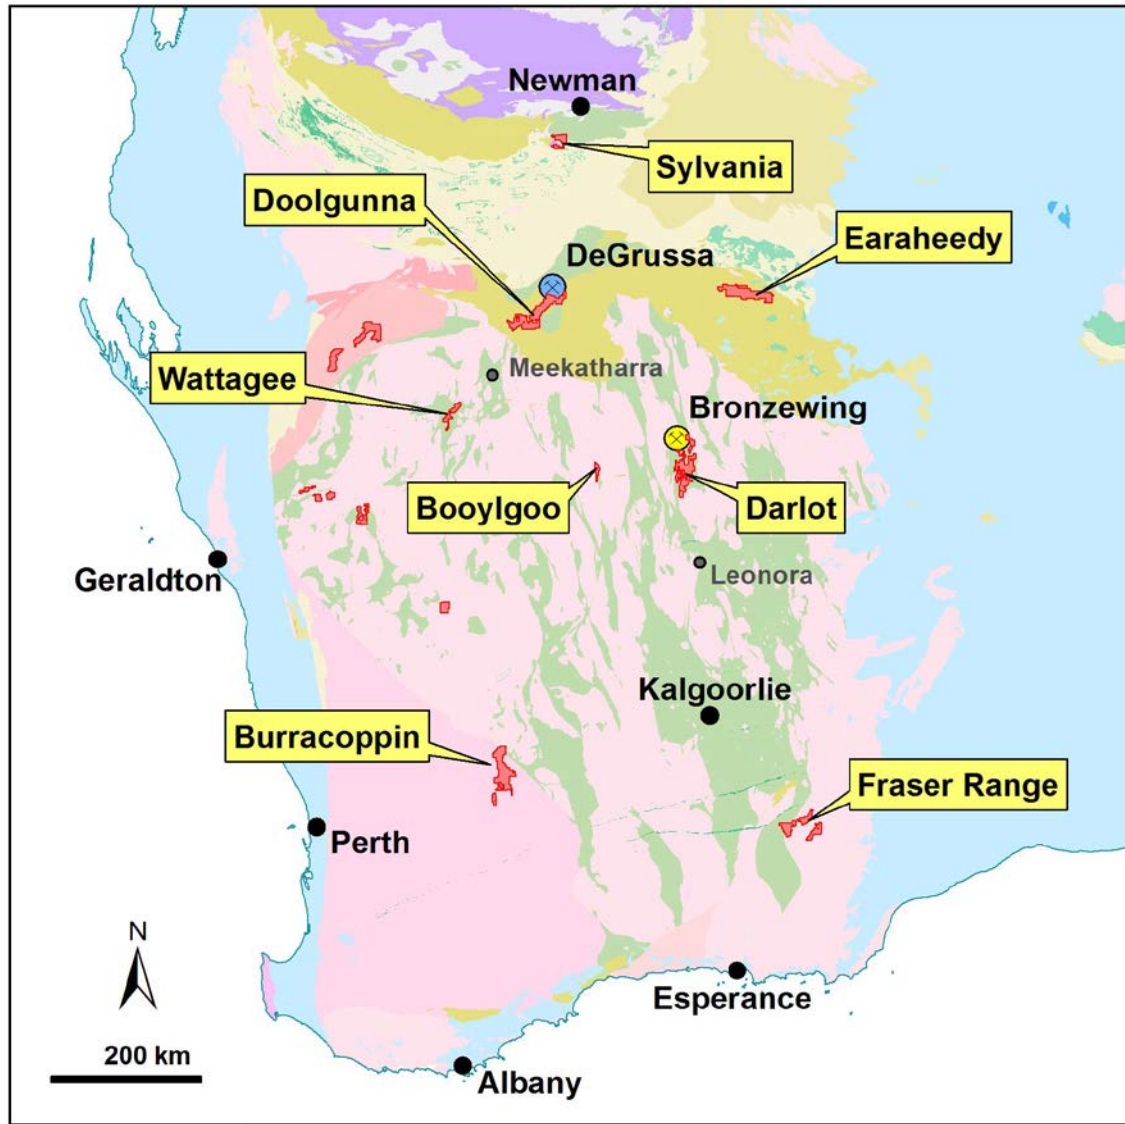 Newman
Sylvania
Doolgunna
Earaheedy
DeGrussa
Wattagee
Meekatharra
Bronzewing
Booylgoo
Darlot
Geraldton
Leonora
Kalgoorlie
Burracoppin
Fraser Range
Perth
N
Esperance
200 km
Albany